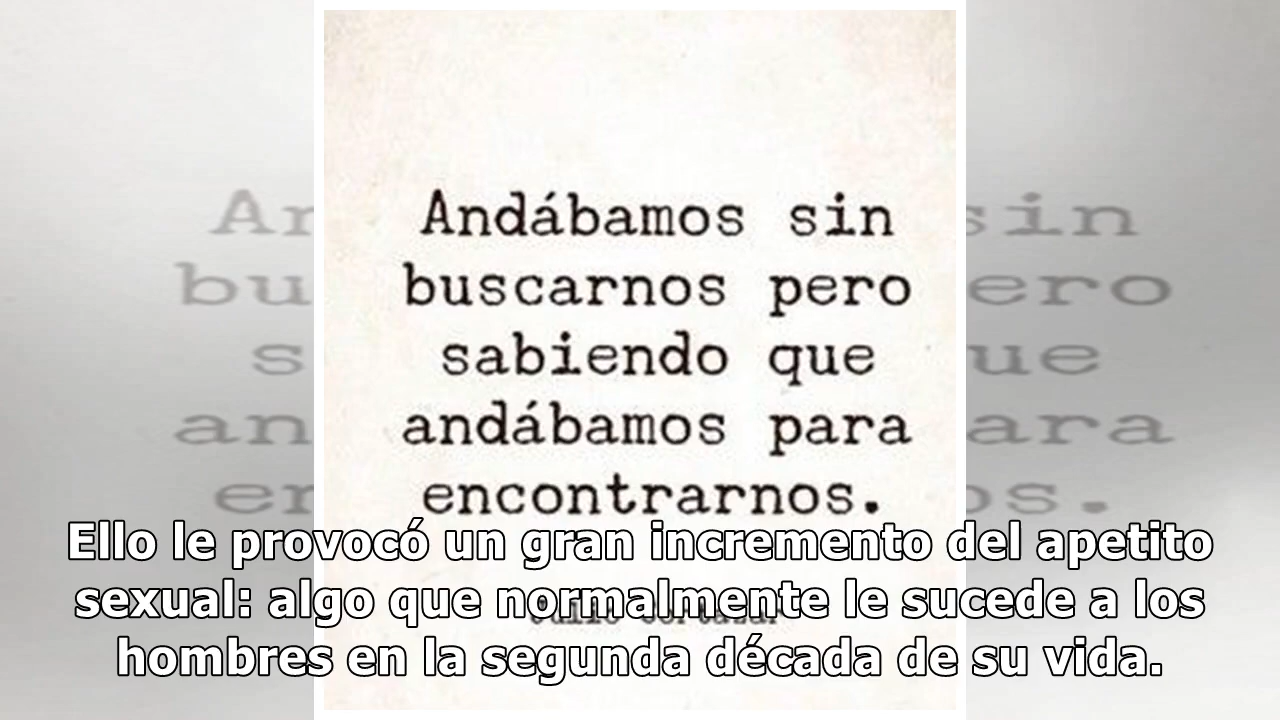 Andábamos sin
buscarnos pero
sabiendo que
andábamos para
encontrarnos.
Ello le provocó un gran incremento del apetito
sexual: algo que normalmente le sucede a los
hombres en la segunda década de su vida.